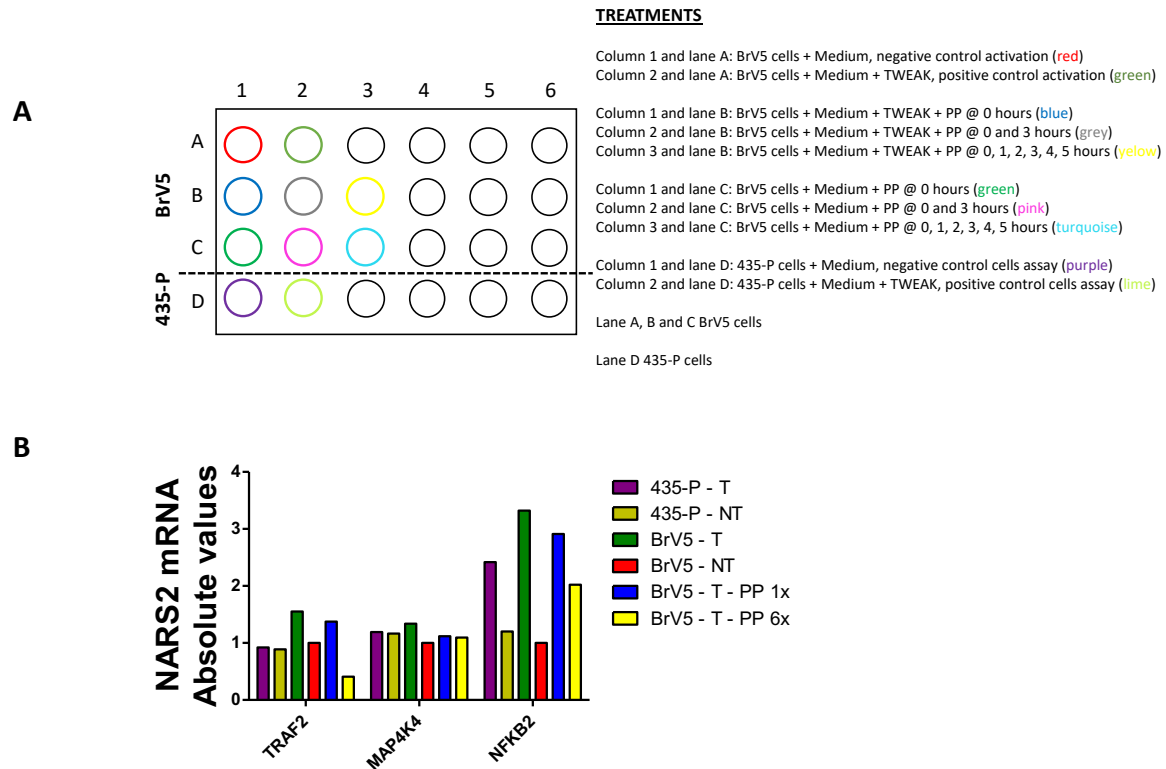 A
1 2 3 4 5 6
A
B
C
D
BrV5
435-P
TREATMENTS
Column 1 and lane A: BrV5 cells + Medium, negative control activation (red)
Column 2 and lane A: BrV5 cells + Medium + TWEAK, positive control activation (green)
Column 1 and lane B: BrV5 cells + Medium + TWEAK + PP @ 0 hours (blue)
Column 2 and lane B: BrV5 cells + Medium + TWEAK + PP @ 0 and 3 hours (grey)
Column 3 and lane B: BrV5 cells + Medium + TWEAK + PP @ 0, 1, 2, 3, 4, 5 hours (yelow)
Column 1 and lane C: BrV5 cells + Medium + PP @ 0 hours (green)
Column 2 and lane C: BrV5 cells + Medium + PP @ 0 and 3 hours (pink)
Column 3 and lane C: BrV5 cells + Medium + PP @ 0, 1, 2, 3, 4, 5 hours (turquoise)
Column 1 and lane D: 435-P cells + Medium, negative control cells assay (purple)
Column 2 and lane D: 435-P cells + Medium + TWEAK, positive control cells assay (lime)
Lane A, B and C BrV5 cells
Lane D 435-P cells
B
NARS2 mRNA
Absolute values
4
3
2
1
0
TRAF2
MAP4K4
NFKB2
435-P - T
435-P - NT
BrV5 - T
BrV5 - NT
BrV5 - T - PP 1x
BrV5 - T - PP 6x